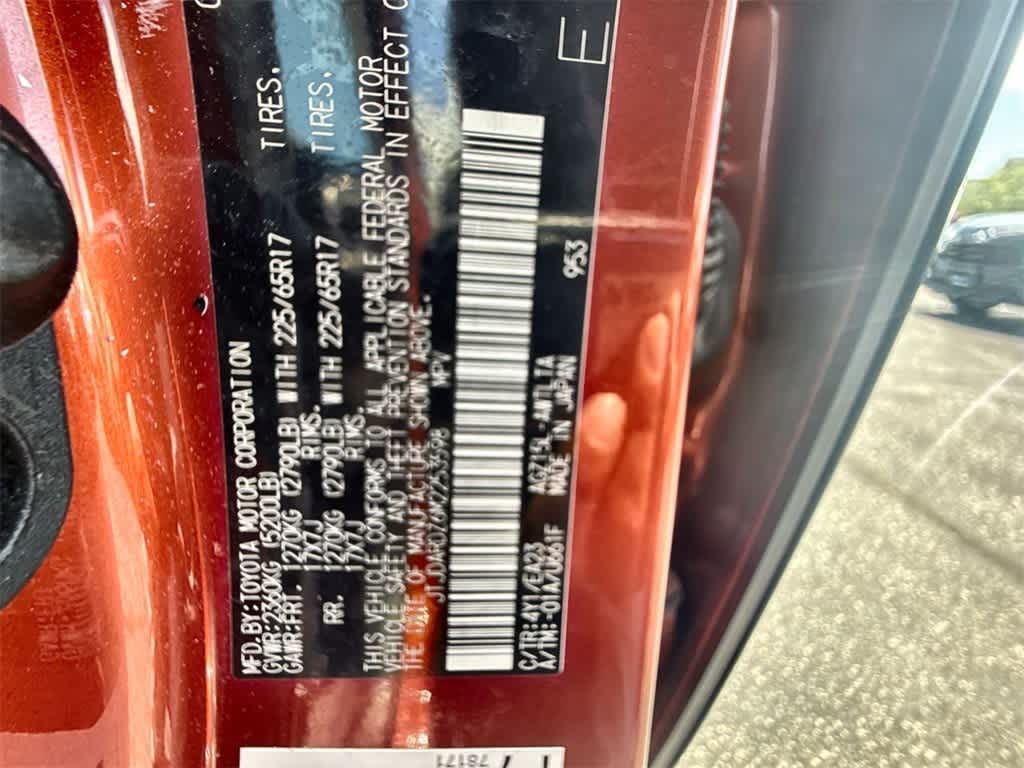 MFD.BY:TOYOTA MOTOR CORPORATION
GVWR:2360KG (5200LB)
GAWR:FRT. 1270KG (2790LB) WITH 225/65R17 TIRES.
17X7J RIMS.
RR. 1270KG (2790LB) WITH 225/65R17 TIRES.
17X7J RIMS.
THIS VEHICLE CONFORMS TO ALL APPLICABLE FEDERAL MOTOR
VEHICLE SAFETY AND THEFT PREVENTION STANDARDS IN EFFECT O
THE DATE OF MANUFACTURE SHOWN ABOVE.
MPV
E
C/TR:4Y1/EA23 AGZ15L-AWTLTA
A/TM:-01A/U661F MADE IN JAPAN 953
78171